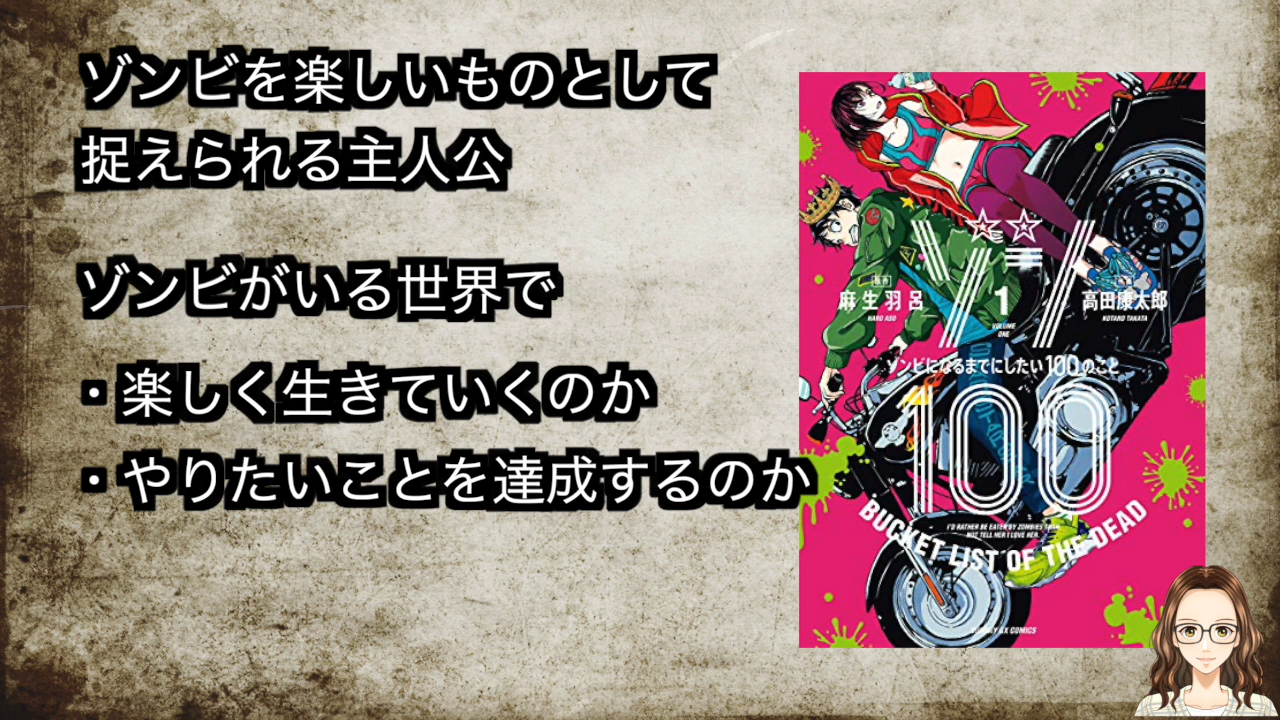 ゾンビを楽しいものとして
捉えられる主人公
ゾンビがいる世界で
・楽しく生きていくのか
・やりたいことを達成するのか
ゾン
原作
麻生羽呂
HARO ASO
1
VOLUME
ONE
高田康太郎
KOTARO TAKATA
ゾンビになるまでにしたい100のこと
100
I'D RATHER BE EATEN BY ZOMBIES THAN
NOT TELL HER I LOVE HER.
BUCKET LIST OF THE DEAD
COMICS